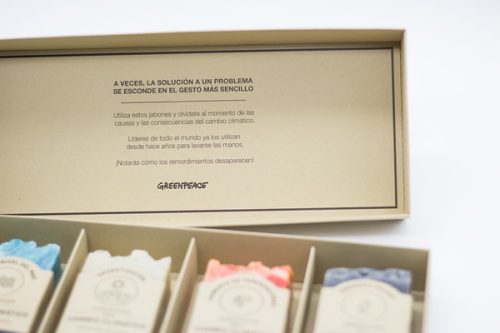 A VECES, LA SOLUCIÓN A UN PROBLEMA
SE ESCONDE EN EL GESTO MÁS SENCILLO
Utiliza estos jabones y olvídate al momento de las
causas y las consecuencias del cambio climático.
Líderes de todo el mundo ya los utilizan
desde hace años para lavarse las manos.
¡Notarás cómo los remordimientos desaparecen!
GREENPEACE